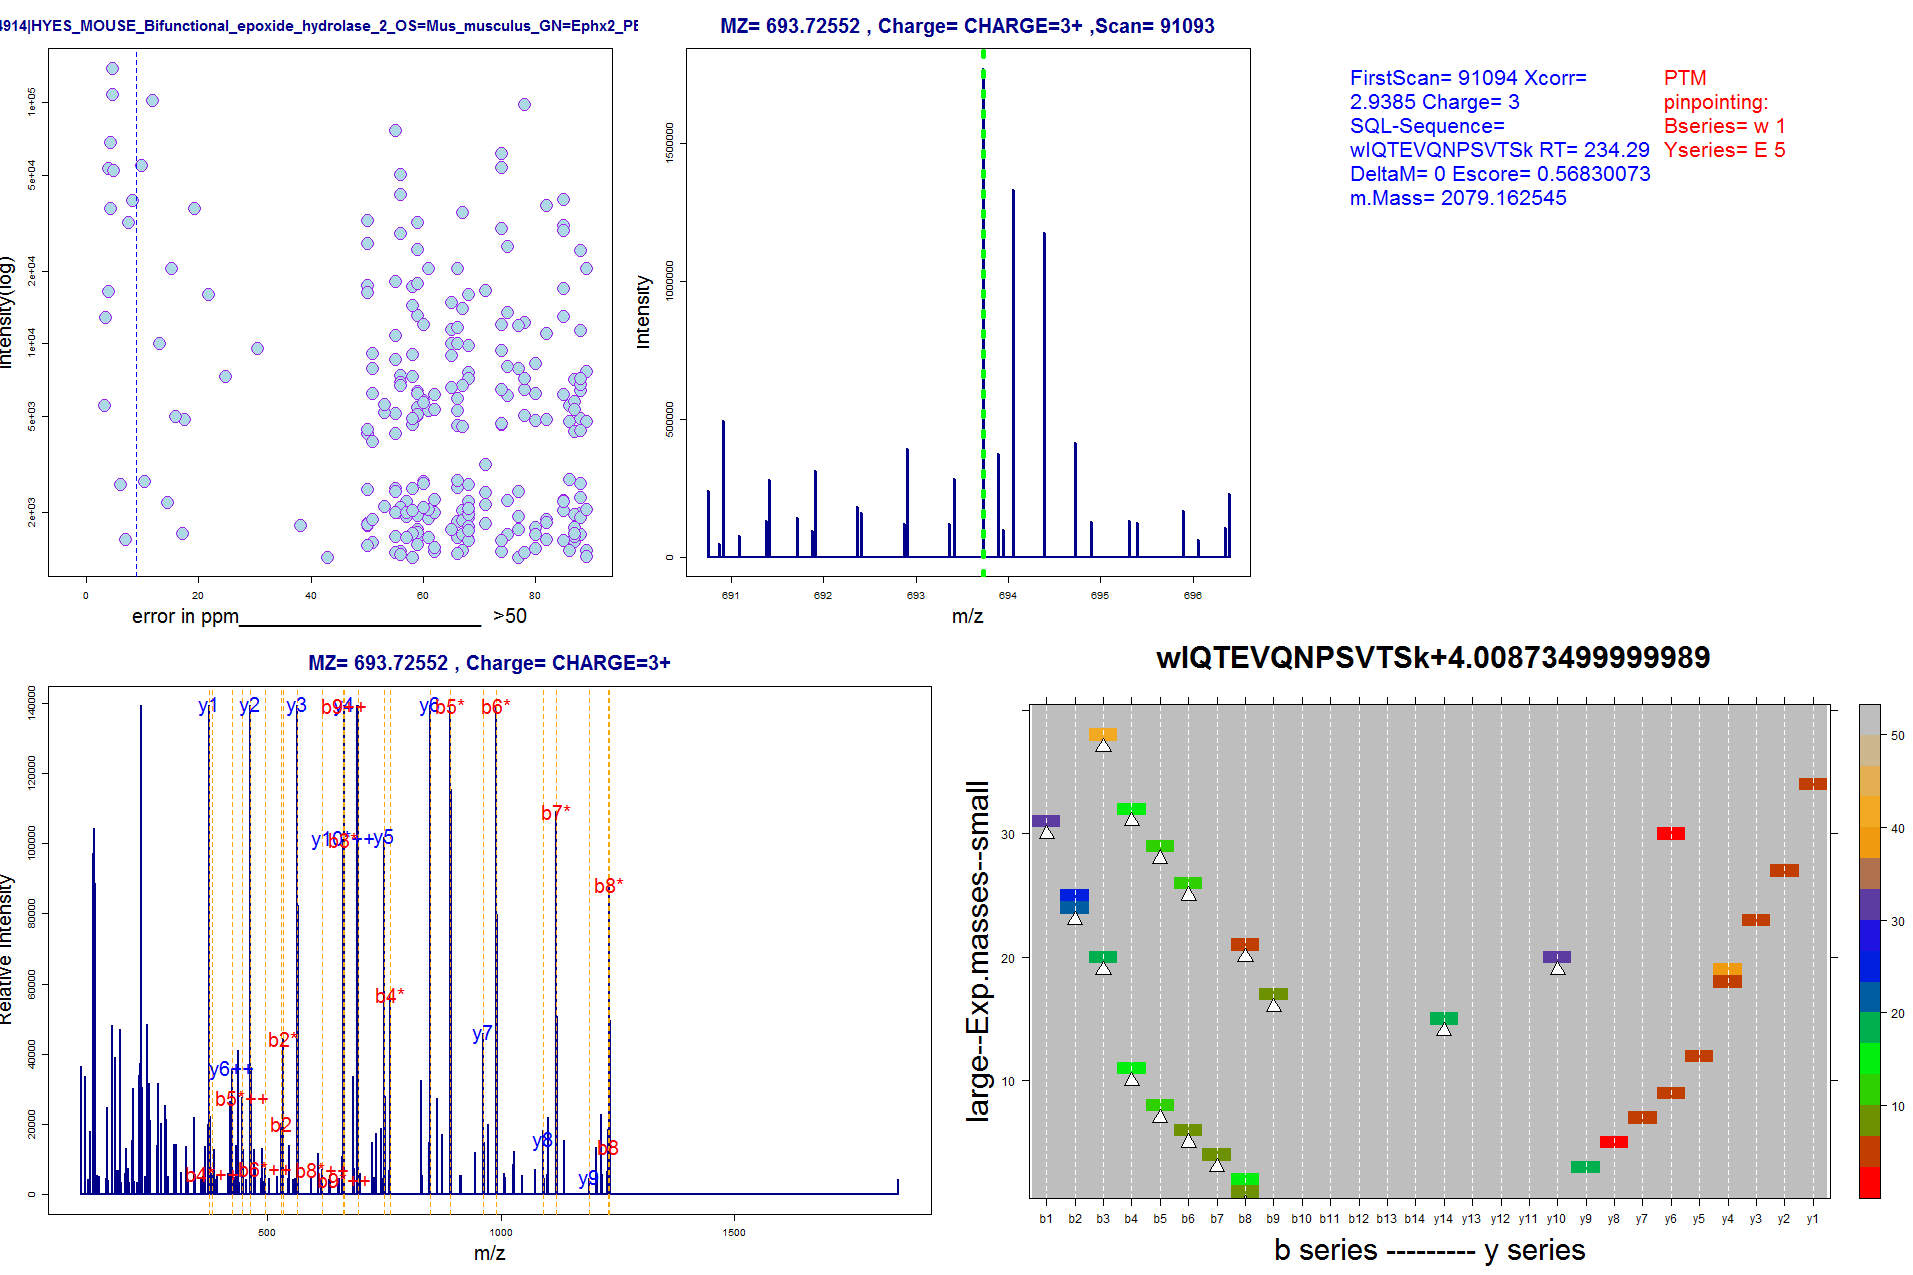 4914|HYES_MOUSE_Bifunctional_epoxide_hydrolase_2_OS=Mus_musculus_GN=Ephx2_PE
Intensity(log)
1e+05
5e+04
2e+04
1e+04
5e+03
2e+03
0
20
40
60
80
error in ppm______________________ >50
MZ= 693.72552 , Charge= CHARGE=3+ ,Scan= 91093
Intensity
1500000
1000000
500000
0
691
692
693
694
695
696
m/z
FirstScan= 91094 Xcorr=
2.9385 Charge= 3
SQL-Sequence=
wIQTEVQNPSVTSk RT= 234.29
DeltaM= 0 Escore= 0.56830073
m.Mass= 2079.162545
PTM
pinpointing:
Bseries= w 1
Yseries= E 5
MZ= 693.72552 , Charge= CHARGE=3+
Relative Intensity
140000
120000
100000
80000
60000
40000
20000
0
y1
y2
y3
y4
y6
b5*
b6*
b7*
y5
b8*
b4*
y7
b2*
y6++
b5*++
b2
y8
b8
b4*++
b6*++
b8*++
b9*++
y9
500
1000
1500
m/z
wIQTEVQNPSVTSk+4.00873499999989
large--Exp.masses--small
30
20
10
b1 b2 b3 b4 b5 b6 b7 b8 b9 b10 b11 b12 b13 b14 y14 y13 y12 y11 y10 y9 y8 y7 y6 y5 y4 y3 y2 y1
b series --------- y series
50
40
30
20
10